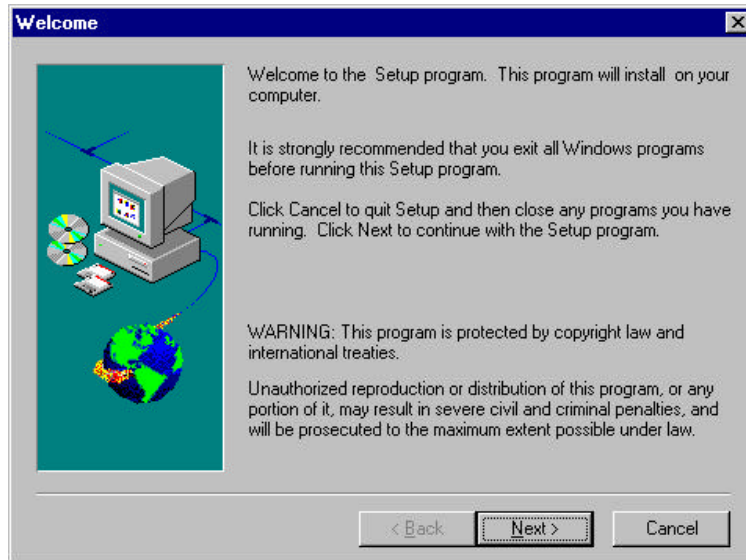 Welcome
Welcome to the  Setup program.  This program will install  on your
computer.
It is strongly recommended that you exit all Windows programs
before running this Setup program.
Click Cancel to quit Setup and then close any programs you have
running.  Click Next to continue with the Setup program.
WARNING: This program is protected by copyright law and
international treaties.
Unauthorized reproduction or distribution of this program, or any
portion of it, may result in severe civil and criminal penalties, and
will be prosecuted to the maximum extent possible under law.
< Back Next > Cancel